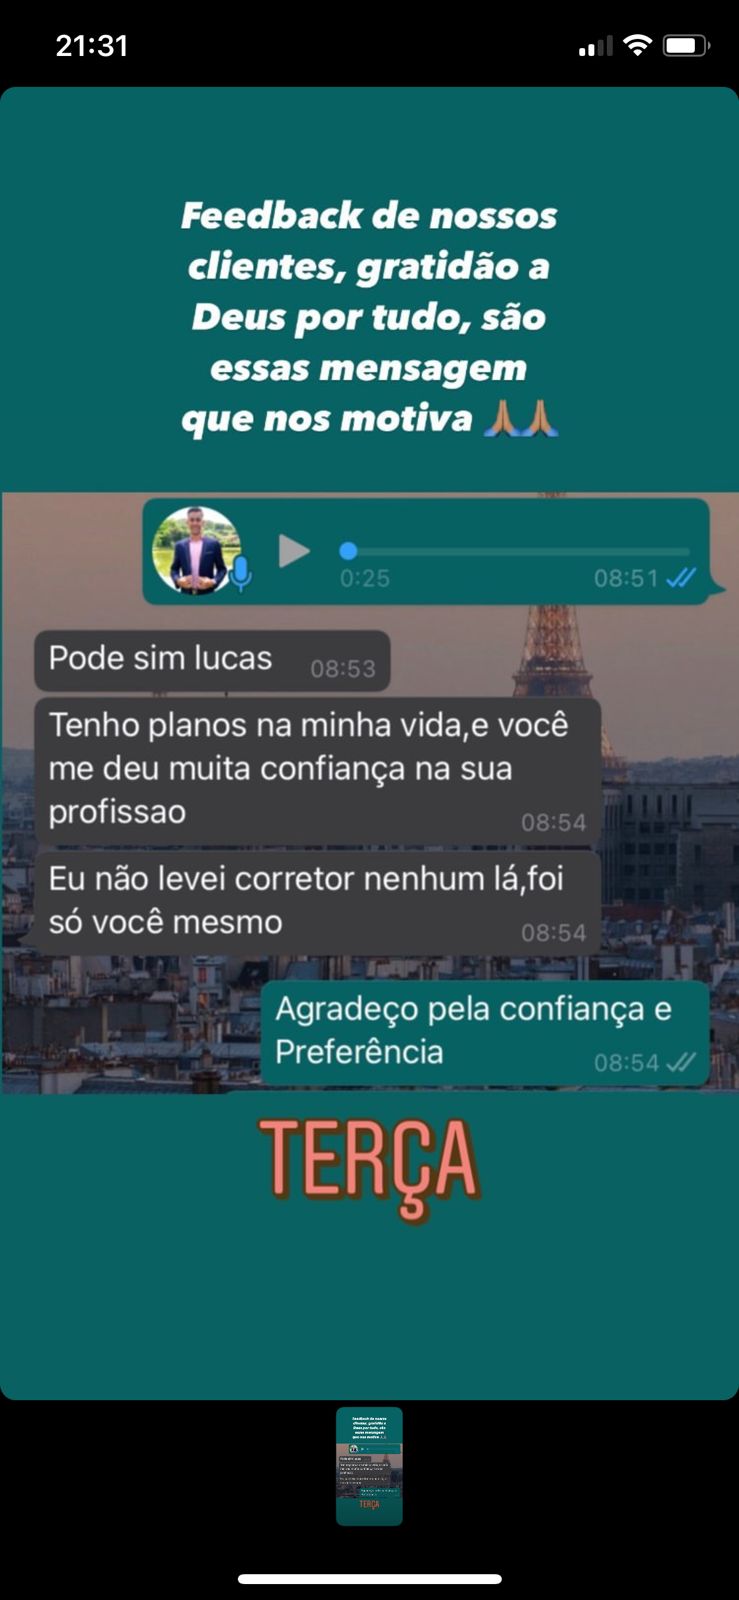 21:31
Feedback de nossos
clientes, gratidão a
Deus por tudo, são
essas mensagem
que nos motiva 🙏🏽🙏🏽
0:25 08:51
Pode sim lucas 08:53
Tenho planos na minha vida,e você
me deu muita confiança na sua
profissao 08:54
Eu não levei corretor nenhum lá,foi
só você mesmo 08:54
Agradeço pela confiança e
Preferência 08:54
TERÇA
TERÇA